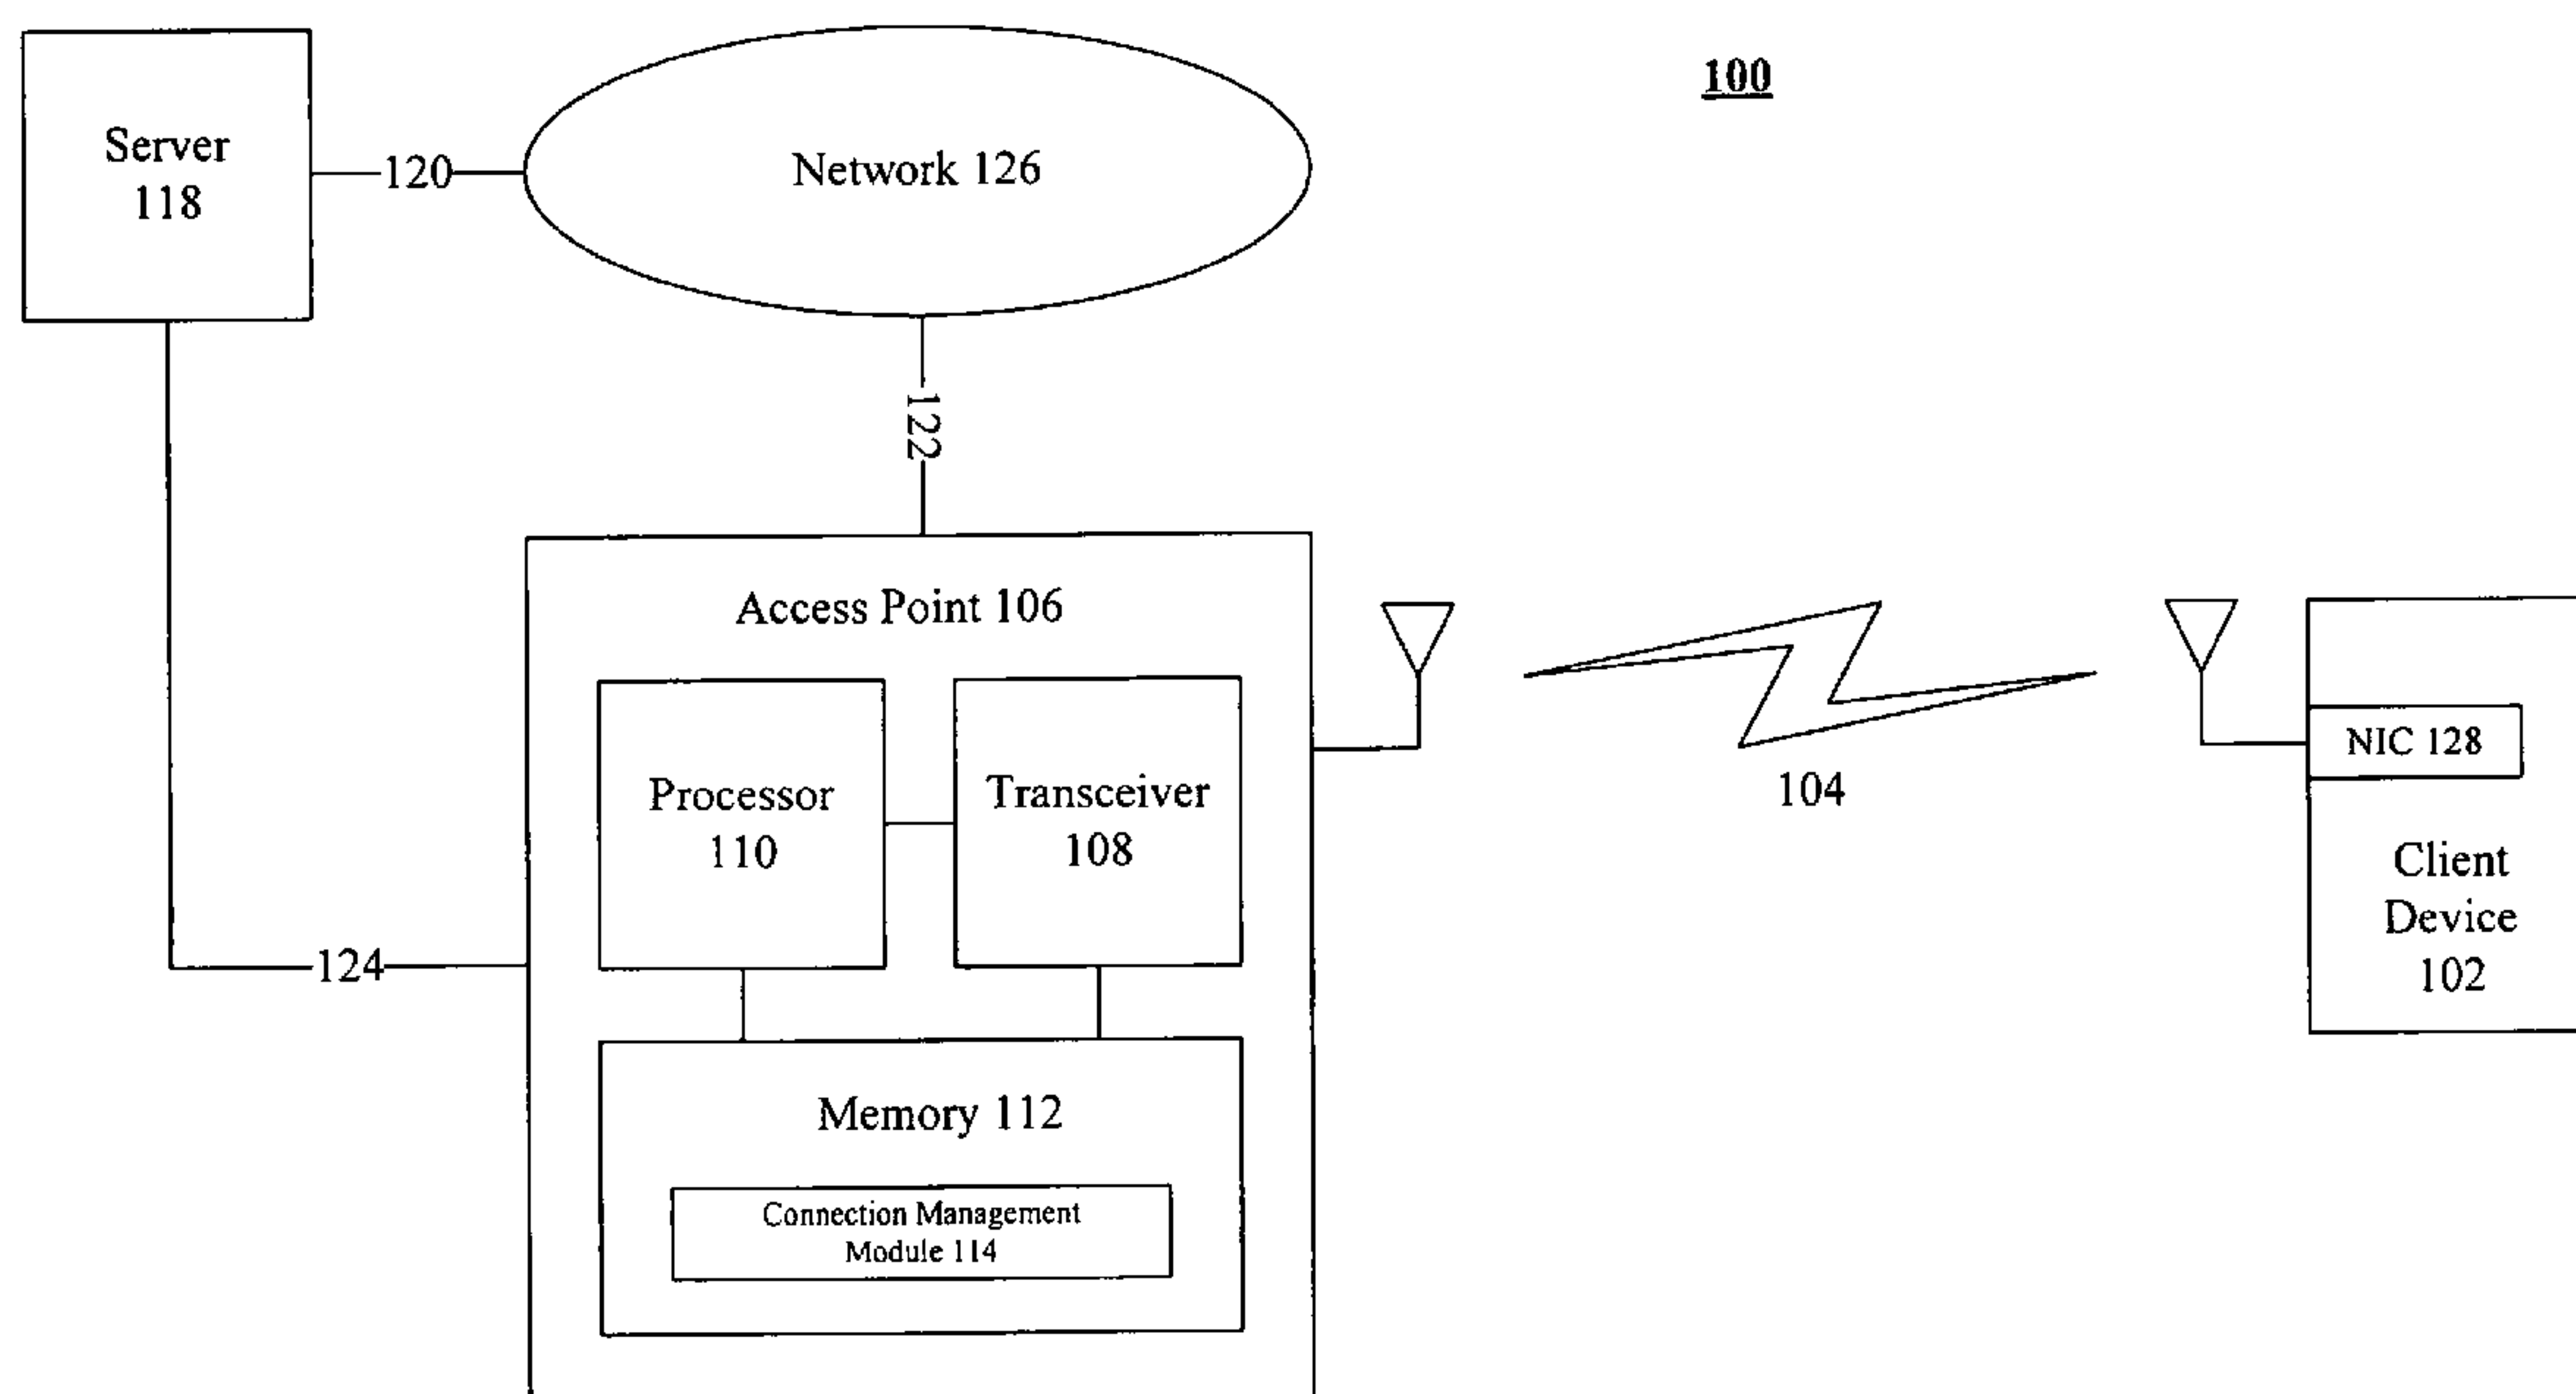 100
Server
118
120
Network 126
122
Access Point 106
Processor
110
Transceiver
108
104
NIC 128
Client
Device
102
124
Memory 112
Connection Management
Module 114